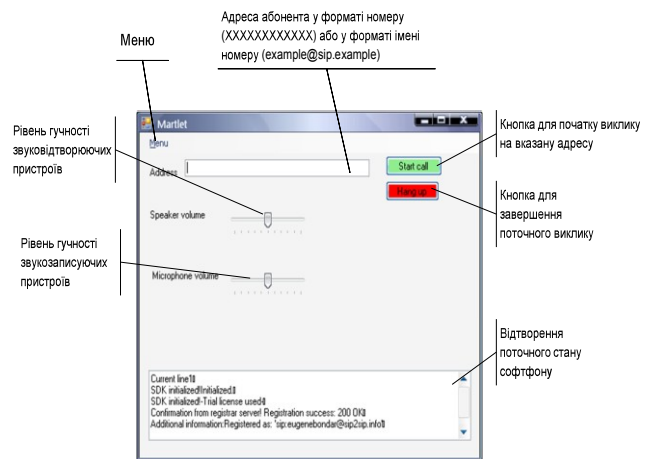 Адреса абонента у форматі номеру
(XXXXXXXXXXXX) або у форматі імені
номеру (example@sip.example)
Меню
Martlet
Menu
Рівень гучності
звуковідтворюючих
пристроїв
Кнопка для початку виклику
на вказану адресу
Address
Start call
Hang up
Кнопка для
завершення
поточного виклику
Speaker volume
Рівень гучності
звукозаписуючих
пристроїв
Microphone volume
Відтворення
поточного стану
софтфону
Current line1
SDK initialized!Initialized.
SDK initialized!-Trial license used
Confirmation from registrar server! Registration success: 200 OK
Additional information:Registered as: 'sip:eugenebondar@sip2sip.info'